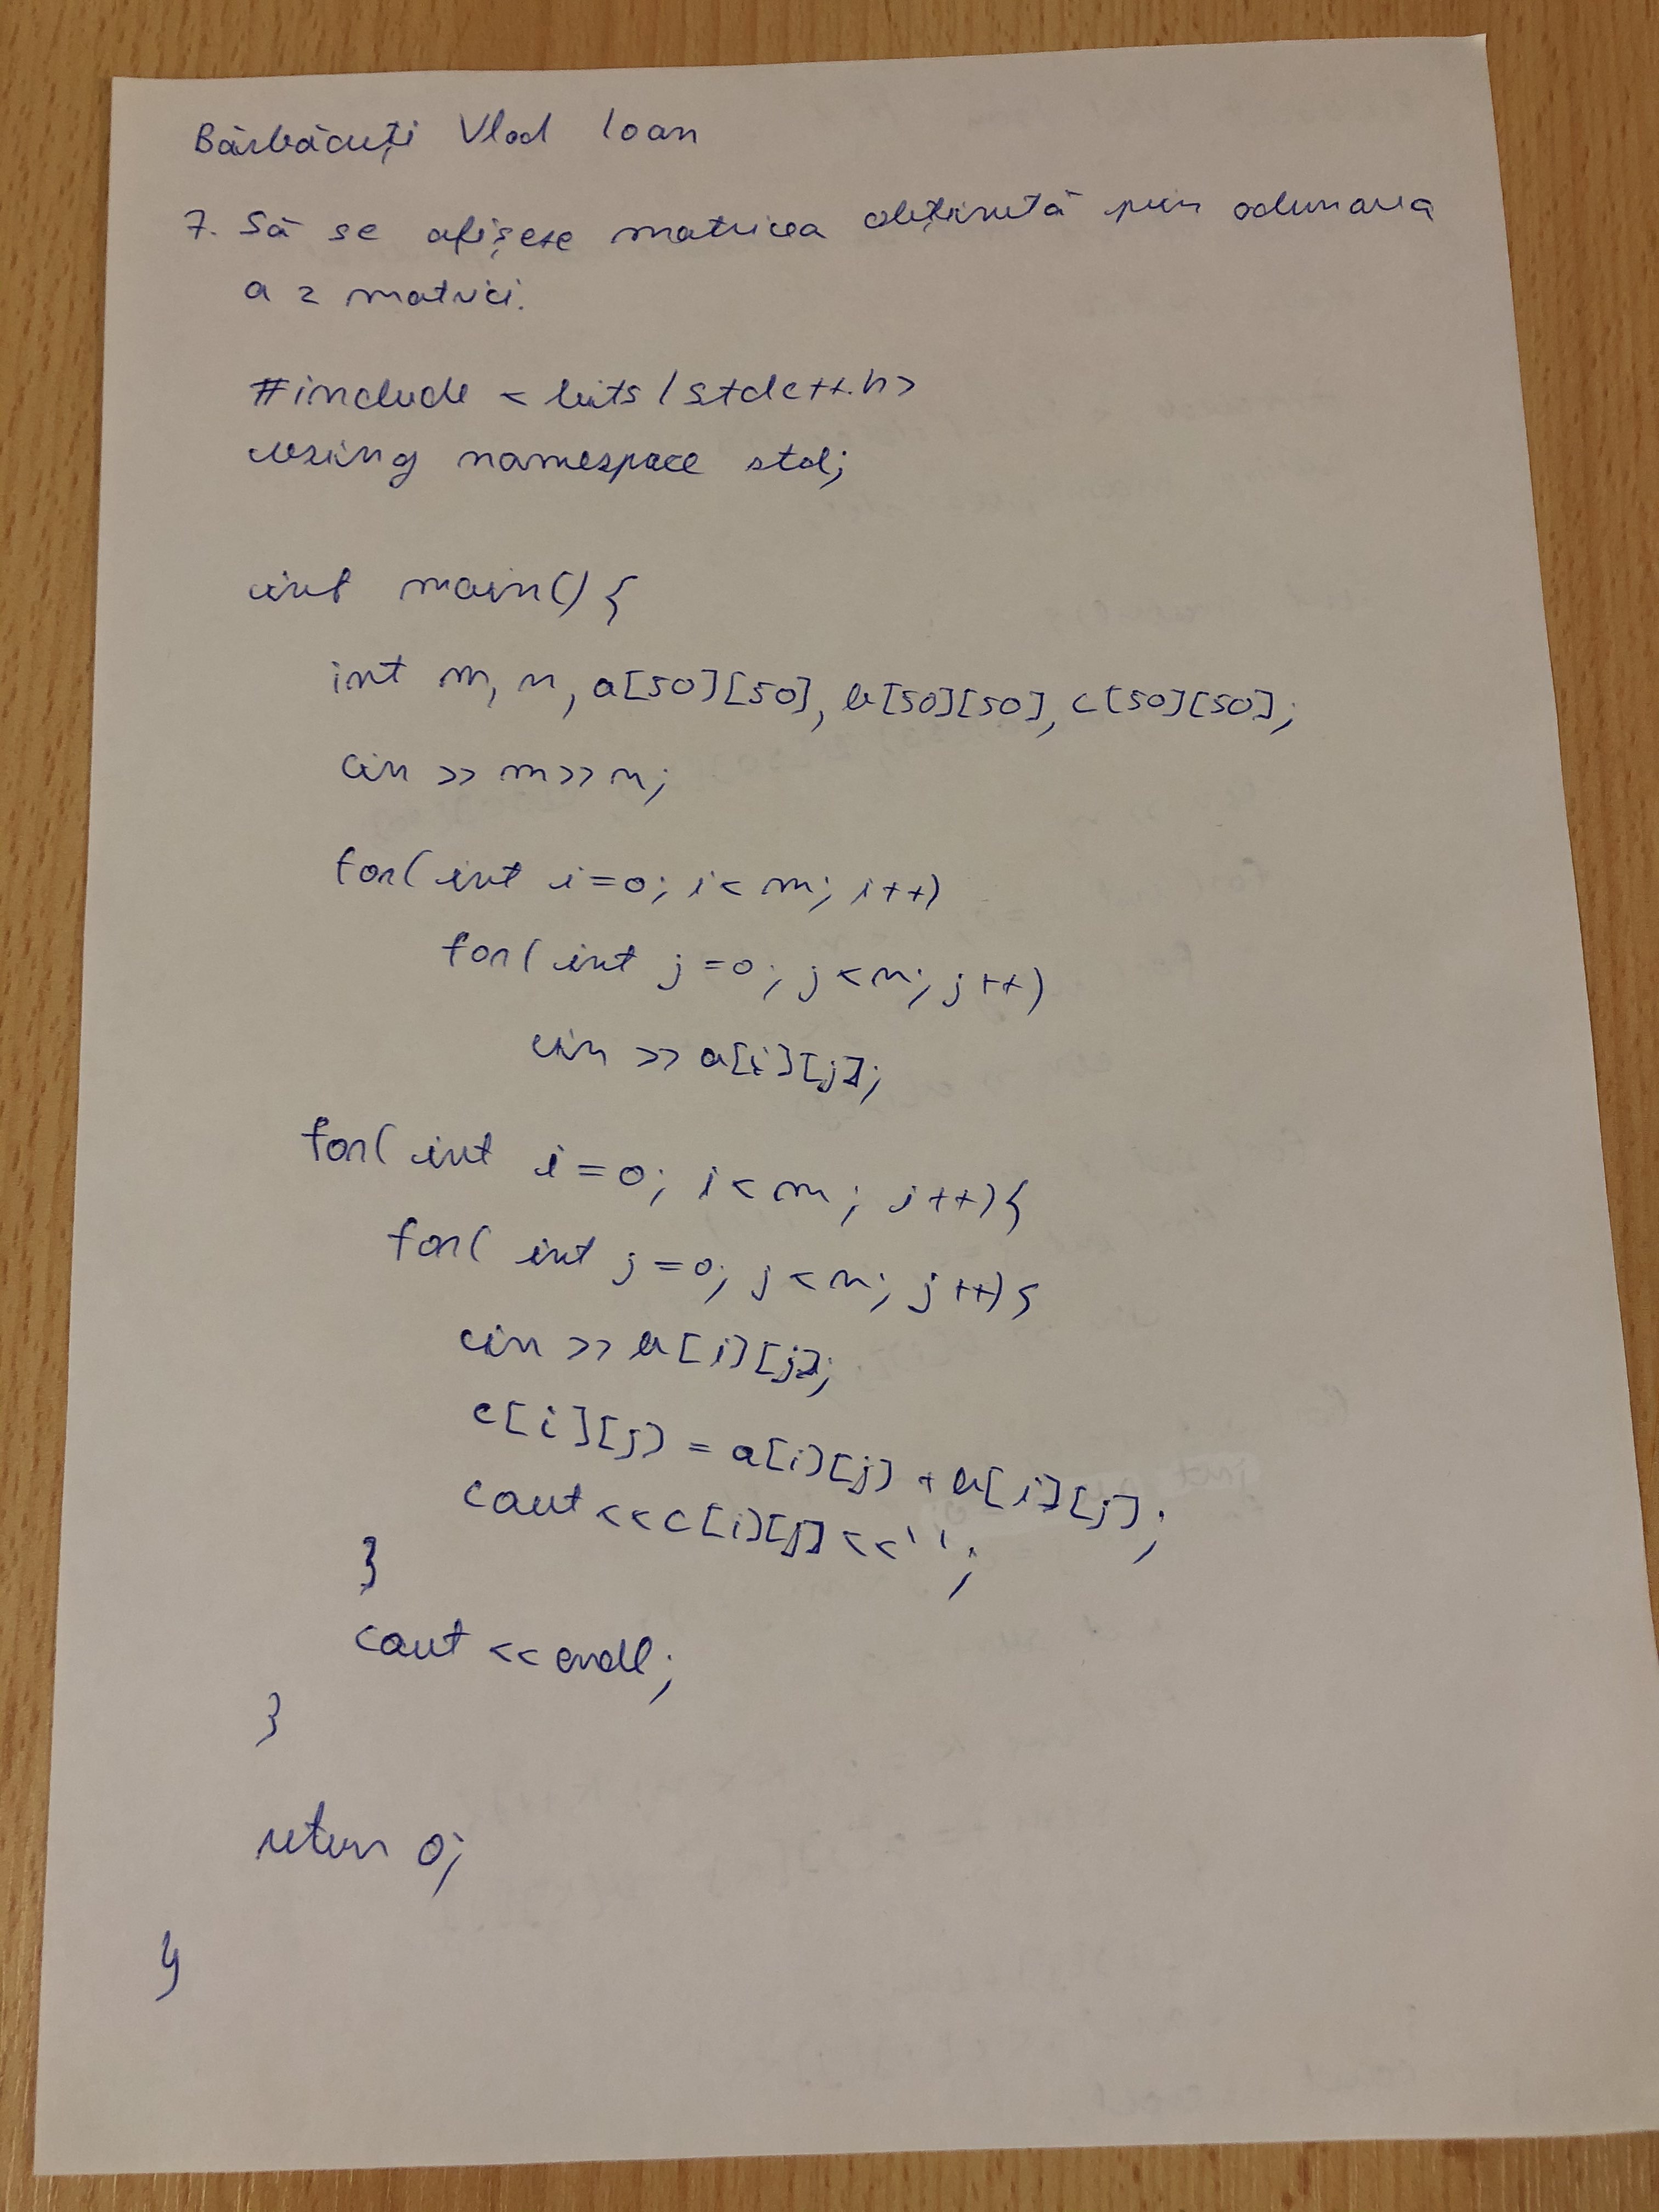 Bărbăcuți Vlad Ioan
7. Să se afișeze matricea obținută prin adunarea
a 2 matrici.
#include <bits/stdc++.h>
using namespace std;
int main(){
int m, n, a[50][50], b[50][50], c[50][50];
cin >> m >> n;
for( int i=0; i< m; i++)
for( int j=0; j<n; j++)
cin >> a[i][j];
for( int i=0; i< m; i++){
for( int j=0; j<n; j++){
cin >> b[i][j];
c[i][j] = a[i][j] + b[i][j];
cout <<c[i][j] <<' ';
}
cout << endl;
}
return 0;
}